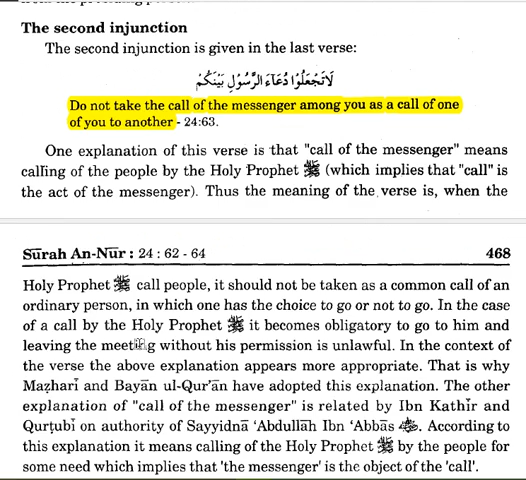 The second injunction
The second injunction is given in the last verse:
لَاتَجْعَلُوْا دُعَآءَ الرَّسُوْلِ بَيْنَكُمْ
Do not take the call of the messenger among you as a call of one
of you to another - 24:63.
One explanation of this verse is that "call of the messenger" means
calling of the people by the Holy Prophet ﷺ (which implies that "call" is
the act of the messenger). Thus the meaning of the verse is, when the
Sūrah An-Nūr : 24 : 62 - 64 468
Holy Prophet ﷺ call people, it should not be taken as a common call of an
ordinary person, in which one has the choice to go or not to go. In the case
of a call by the Holy Prophet ﷺ it becomes obligatory to go to him and
leaving the meeting without his permission is unlawful. In the context of
the verse the above explanation appears more appropriate. That is why
Maẓharī and Bayān ul-Qur'ān have adopted this explanation. The other
explanation of "call of the messenger" is related by Ibn Kathīr and
Qurṭubī on authority of Sayyidnā ‘Abdullāh Ibn ‘Abbās. According to
this explanation it means calling of the Holy Prophet ﷺ by the people for
some need which implies that 'the messenger' is the object of the 'call'.